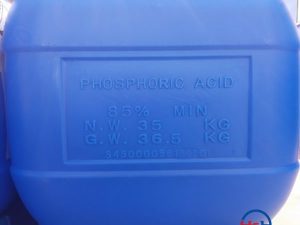 PHOSPHORIC ACID
85% MIN
N.W. 35 KG
G.W. 36.5 KG